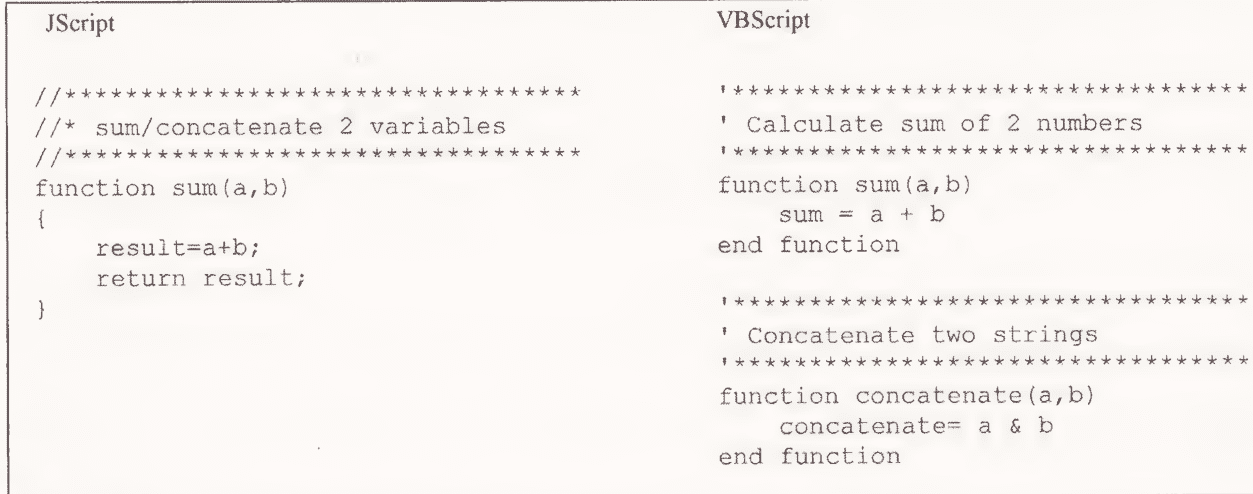 JScript
//**********************************
//* sum/concatenate 2 variables
//**********************************
function sum(a,b)
{
    result=a+b;
    return result;
}
VBScript
'**********************************
' Calculate sum of 2 numbers
'**********************************
function sum(a,b)
    sum = a + b
end function
'**********************************
' Concatenate two strings
'**********************************
function concatenate(a,b)
    concatenate= a & b
end function